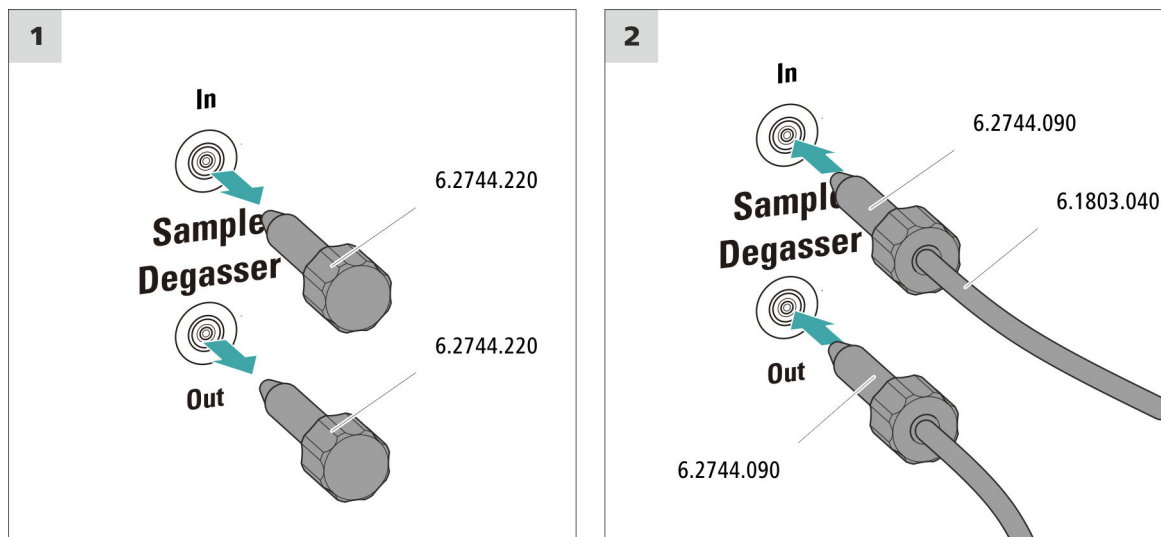 1
In
6.2744.220
Sample
Degasser
6.2744.220
Out
2
In
6.2744.090
6.1803.040
Sample
Degasser
Out
6.2744.090